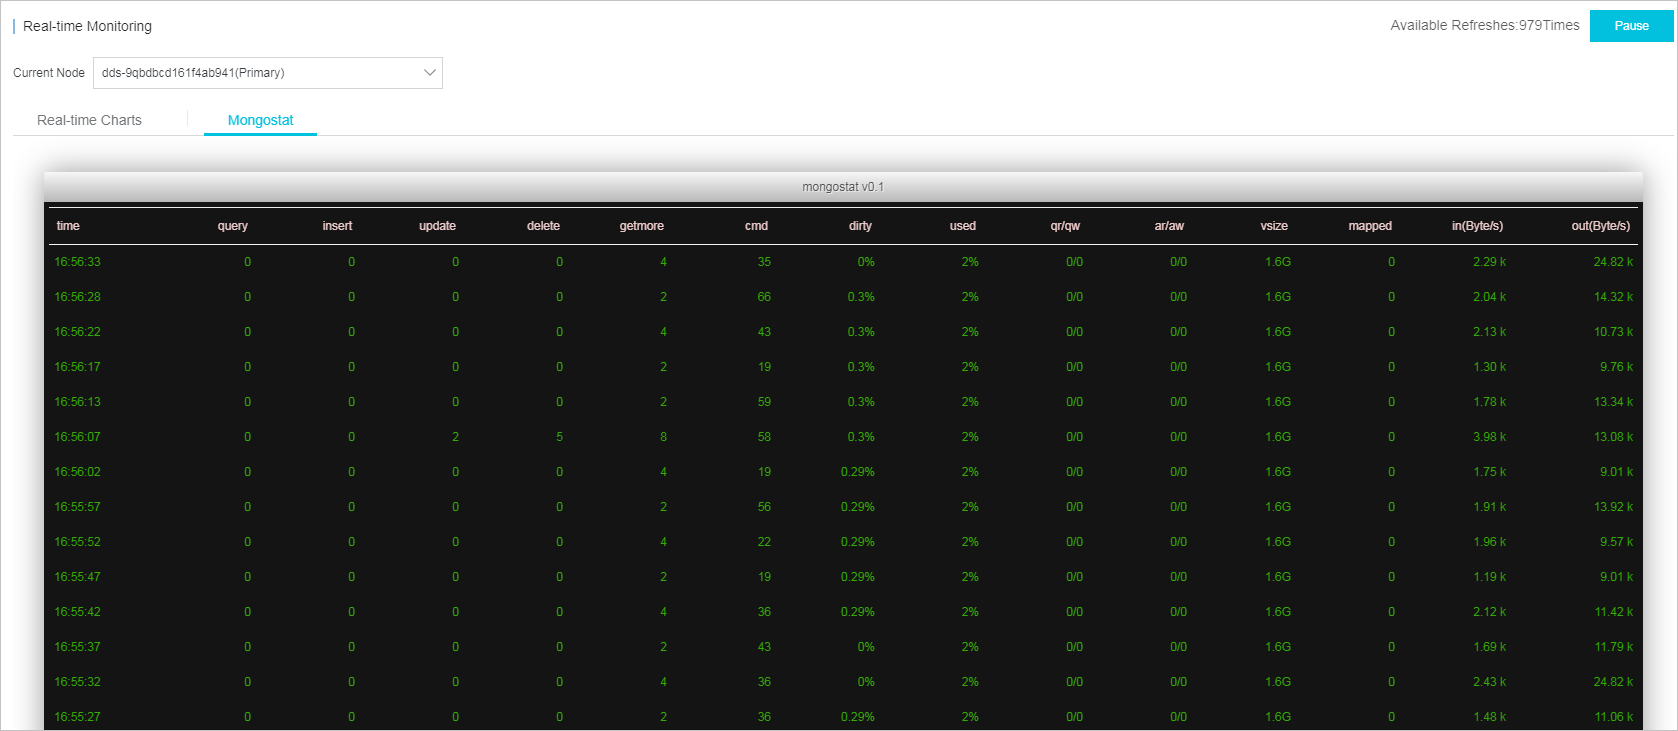 Real-time Monitoring
Available Refreshes:979Times
Pause
Current Node dds-9qbdbcd161f4ab941(Primary)
Real-time Charts Mongostat
mongostat v0.1
time query insert update delete getmore cmd dirty used qr/qw ar/aw vsize mapped in(Byte/s) out(Byte/s)
16:56:33 0 0 0 0 4 35 0% 2% 0/0 0/0 1.6G 0 2.29 k 24.82 k
16:56:28 0 0 0 0 2 66 0.3% 2% 0/0 0/0 1.6G 0 2.04 k 14.32 k
16:56:22 0 0 0 0 4 43 0.3% 2% 0/0 0/0 1.6G 0 2.13 k 10.73 k
16:56:17 0 0 0 0 2 19 0.3% 2% 0/0 0/0 1.6G 0 1.30 k 9.76 k
16:56:13 0 0 0 0 2 59 0.3% 2% 0/0 0/0 1.6G 0 1.78 k 13.34 k
16:56:07 0 0 2 5 8 58 0.3% 2% 0/0 0/0 1.6G 0 3.98 k 13.08 k
16:56:02 0 0 0 0 4 19 0.29% 2% 0/0 0/0 1.6G 0 1.75 k 9.01 k
16:55:57 0 0 0 0 2 56 0.29% 2% 0/0 0/0 1.6G 0 1.91 k 13.92 k
16:55:52 0 0 0 0 4 22 0.29% 2% 0/0 0/0 1.6G 0 1.96 k 9.57 k
16:55:47 0 0 0 0 2 19 0.29% 2% 0/0 0/0 1.6G 0 1.19 k 9.01 k
16:55:42 0 0 0 0 4 36 0.29% 2% 0/0 0/0 1.6G 0 2.12 k 11.42 k
16:55:37 0 0 0 0 2 43 0% 2% 0/0 0/0 1.6G 0 1.69 k 11.79 k
16:55:32 0 0 0 0 4 36 0% 2% 0/0 0/0 1.6G 0 2.43 k 24.82 k
16:55:27 0 0 0 0 2 36 0.29% 2% 0/0 0/0 1.6G 0 1.48 k 11.06 k